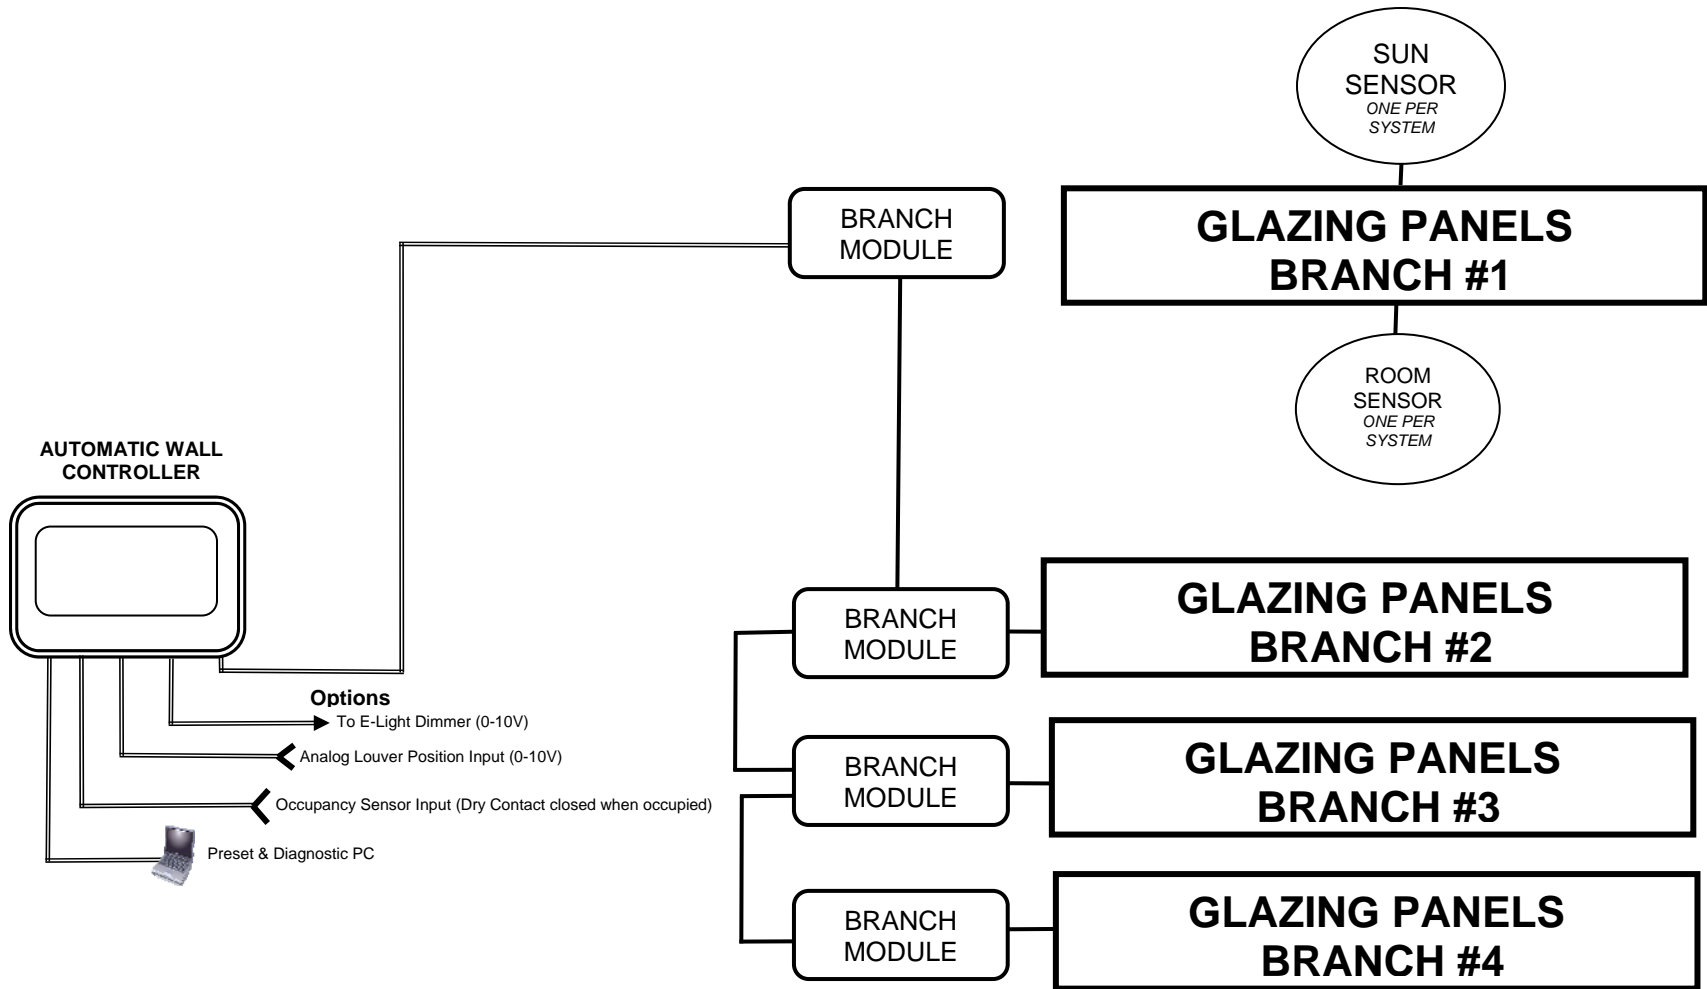 SUN
SENSOR
ONE PER
SYSTEM
BRANCH
MODULE
GLAZING PANELS
BRANCH #1
ROOM
SENSOR
ONE PER
SYSTEM
AUTOMATIC WALL
CONTROLLER
BRANCH
MODULE
GLAZING PANELS
BRANCH #2
Options
To E-Light Dimmer (0-10V)
Analog Louver Position Input (0-10V)
Occupancy Sensor Input (Dry Contact closed when occupied)
Preset & Diagnostic PC
BRANCH
MODULE
GLAZING PANELS
BRANCH #3
BRANCH
MODULE
GLAZING PANELS
BRANCH #4